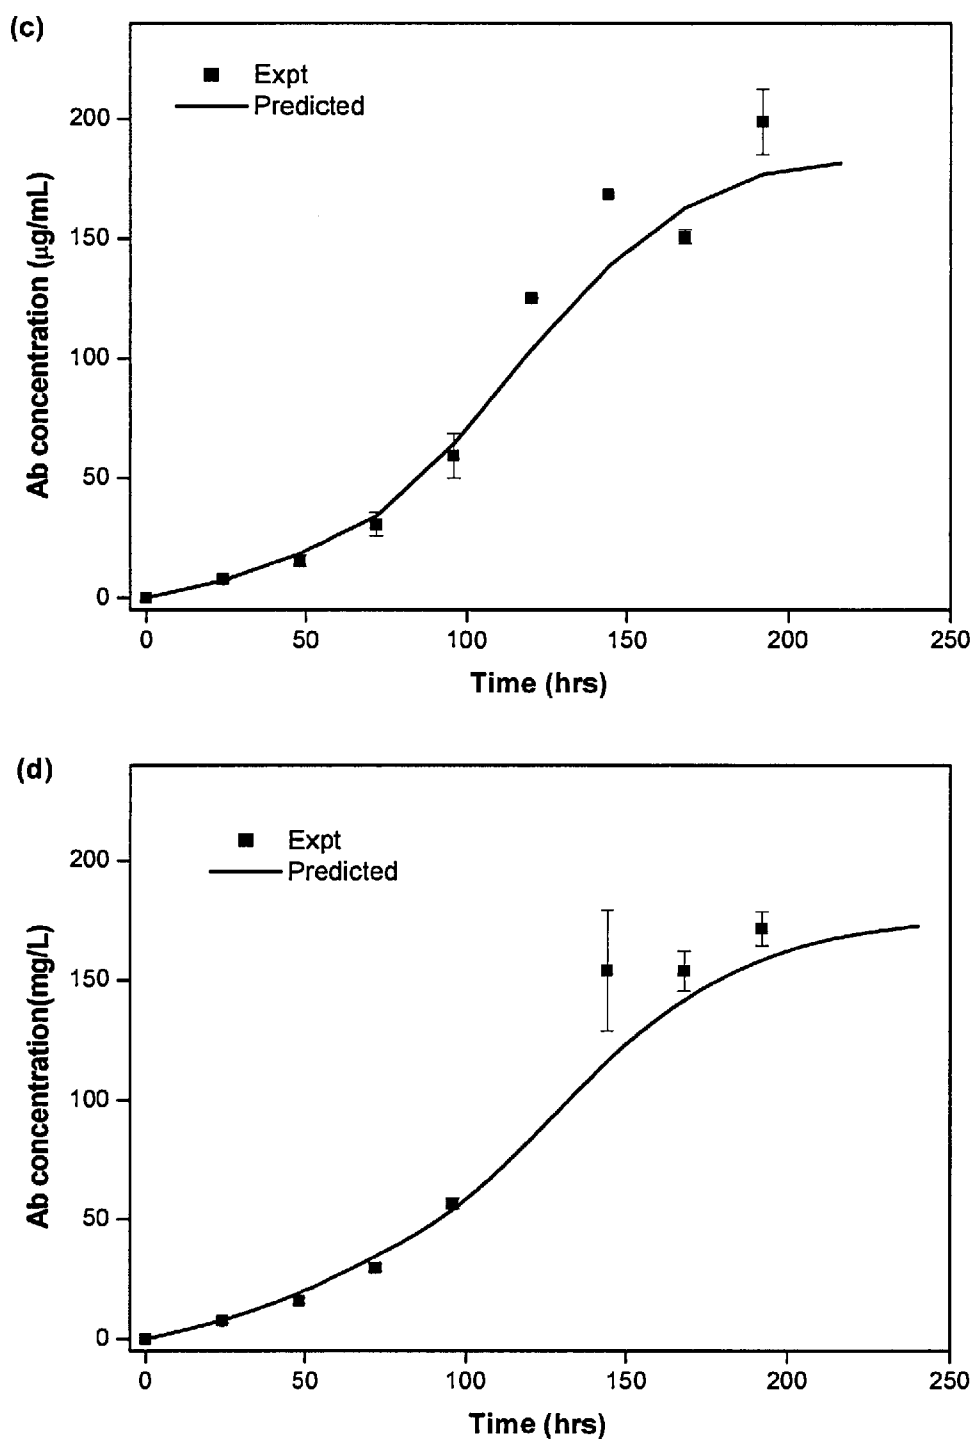 (c)
Expt
Predicted
200
150
100
50
0
Ab concentration (μg/mL)
0 50 100 150 200 250
Time (hrs)
(d)
Expt
Predicted
200
150
100
50
0
Ab concentration(mg/L)
0 50 100 150 200 250
Time (hrs)